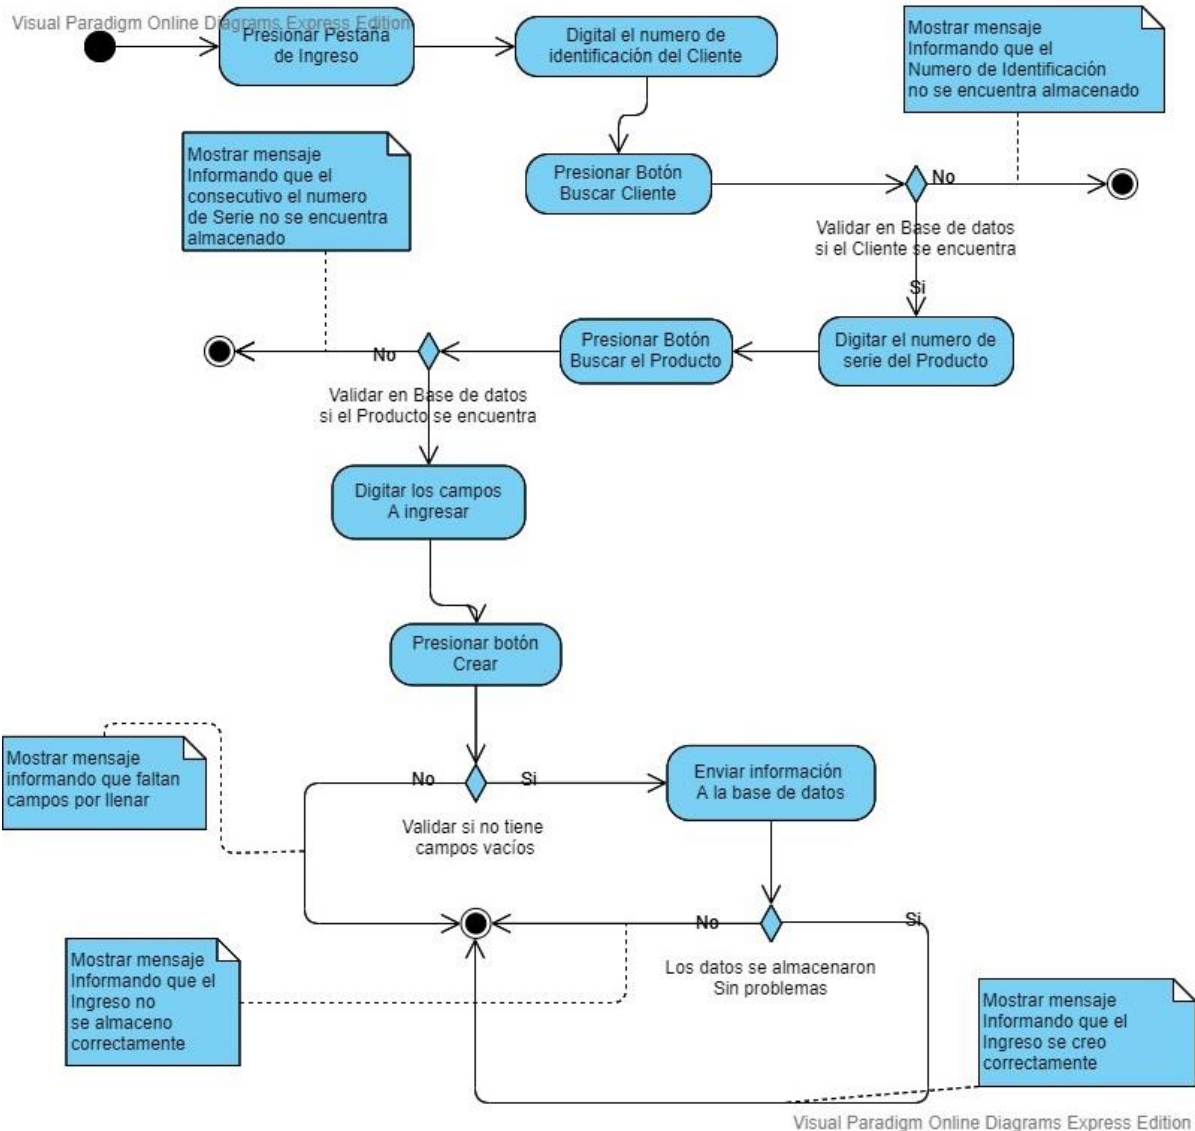 Visual Paradigm Online Diagrams Express Edition
Presionar Pestaña
de Ingreso
Digital el numero de
identificación del Cliente
Mostrar mensaje
Informando que el
Numero de Identificación
no se encuentra almacenado
Mostrar mensaje
Informando que el
consecutivo el numero
de Serie no se encuentra
almacenado
Presionar Botón
Buscar Cliente
No
Validar en Base de datos
si el Cliente se encuentra
Si
Digitar el numero de
serie del Producto
Presionar Botón
Buscar el Producto
No
Validar en Base de datos
si el Producto se encuentra
Digitar los campos
A ingresar
Presionar botón
Crear
Mostrar mensaje
informando que faltan
campos por llenar
No
Si
Validar si no tiene
campos vacíos
Enviar información
A la base de datos
No
Si
Los datos se almacenaron
Sin problemas
Mostrar mensaje
Informando que el
Ingreso no
se almaceno
correctamente
Mostrar mensaje
Informando que el
Ingreso se creo
correctamente
Visual Paradigm Online Diagrams Express Edition